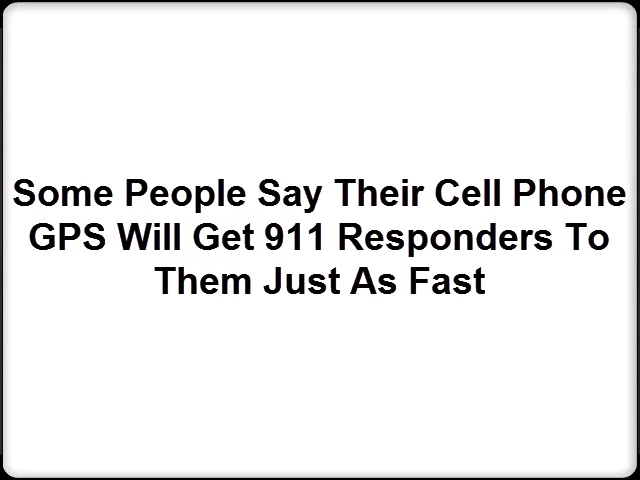 Some People Say Their Cell Phone
GPS Will Get 911 Responders To
Them Just As Fast